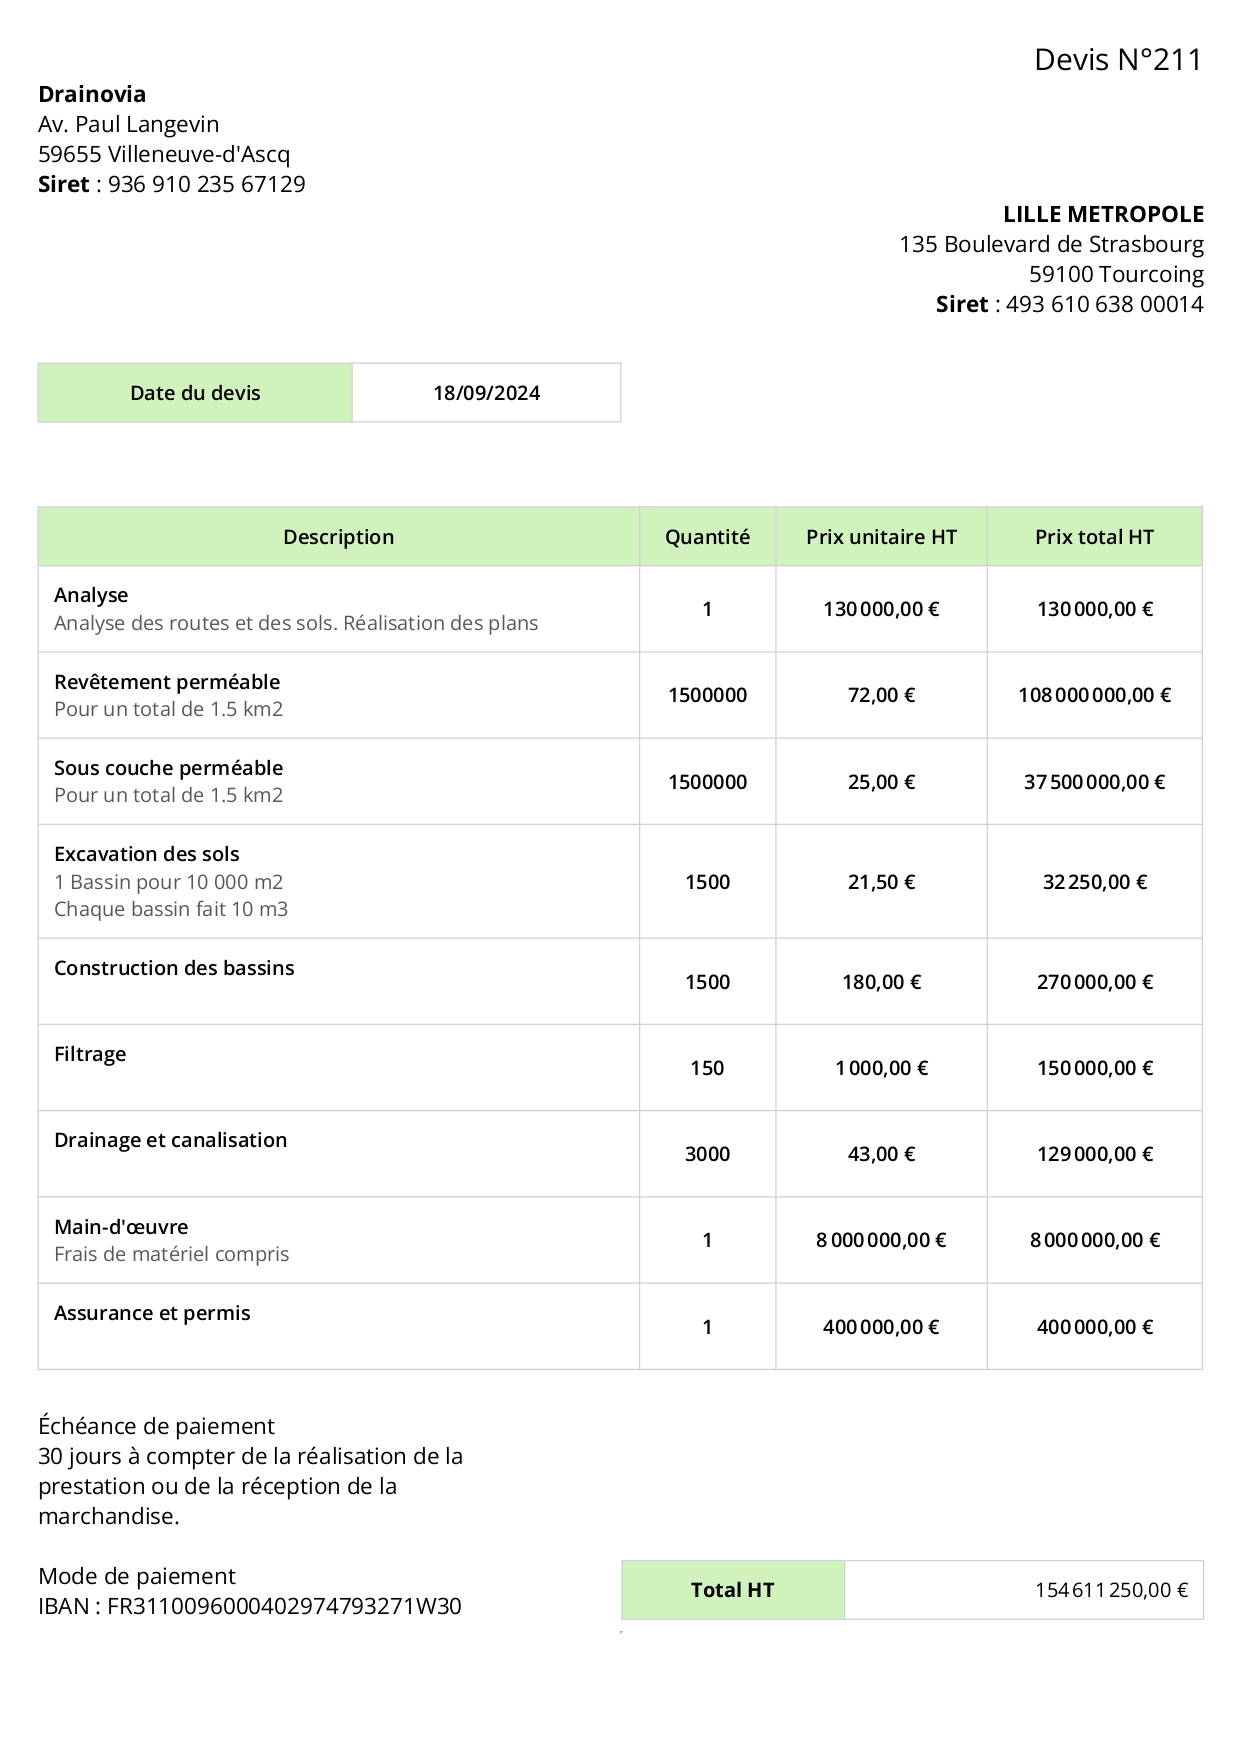 Devis N°211
Drainovia
Av. Paul Langevin
59655 Villeneuve-d'Ascq
Siret : 936 910 235 67129
LILLE METROPOLE
135 Boulevard de Strasbourg
59100 Tourcoing
Siret : 493 610 638 00014
Date du devis 18/09/2024
Description Quantité Prix unitaire HT Prix total HT
Analyse
Analyse des routes et des sols. Réalisation des plans
1 130 000,00 € 130 000,00 €
Revêtement perméable
Pour un total de 1.5 km2
1500000 72,00 € 108 000 000,00 €
Sous couche perméable
Pour un total de 1.5 km2
1500000 25,00 € 37 500 000,00 €
Excavation des sols
1 Bassin pour 10 000 m2
Chaque bassin fait 10 m3
1500 21,50 € 32 250,00 €
Construction des bassins
1500 180,00 € 270 000,00 €
Filtrage
150 1 000,00 € 150 000,00 €
Drainage et canalisation
3000 43,00 € 129 000,00 €
Main-d'œuvre
Frais de matériel compris
1 8 000 000,00 € 8 000 000,00 €
Assurance et permis
1 400 000,00 € 400 000,00 €
Échéance de paiement
30 jours à compter de la réalisation de la
prestation ou de la réception de la
marchandise.
Mode de paiement
IBAN : FR3110096000402974793271W30
Total HT 154 611 250,00 €